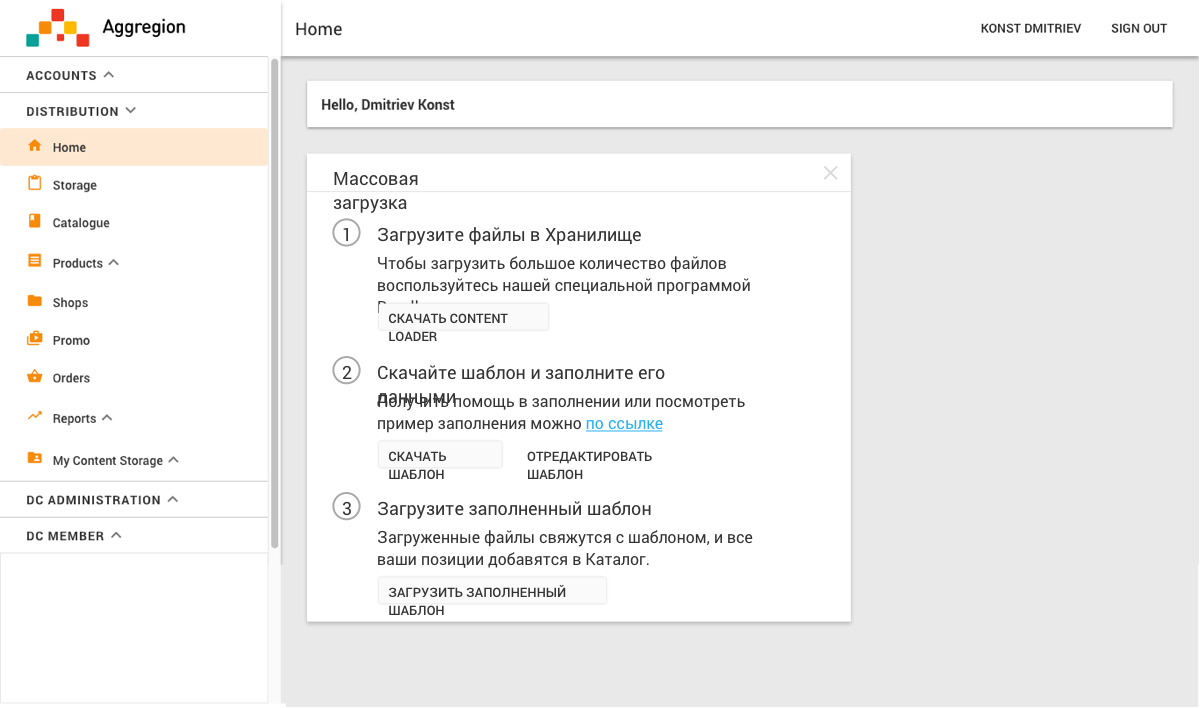 Aggregion
Home
KONST DMITRIEV
SIGN OUT
ACCOUNTS
DISTRIBUTION
Home
Storage
Catalogue
Products
Shops
Promo
Orders
Reports
My Content Storage
DC ADMINISTRATION
DC MEMBER
Hello, Dmitriev Konst
Массовая
загрузка
1
Загрузите файлы в Хранилище
Чтобы загрузить большое количество файлов
воспользуйтесь нашей специальной программой
СКАЧАТЬ CONTENT
LOADER
2
Скачайте шаблон и заполните его
данными
Получить помощь в заполнении или посмотреть
пример заполнения можно по ссылке
СКАЧАТЬ
ШАБЛОН
ОТРЕДАКТИРОВАТЬ
ШАБЛОН
3
Загрузите заполненный шаблон
Загруженные файлы свяжутся с шаблоном, и все
ваши позиции добавятся в Каталог.
ЗАГРУЗИТЬ ЗАПОЛНЕННЫЙ
ШАБЛОН